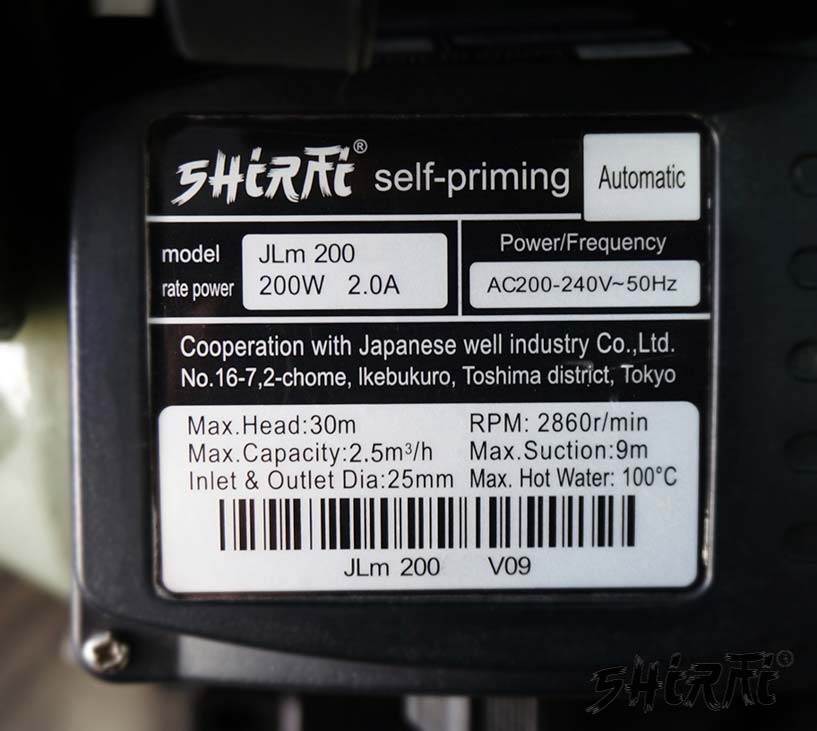 SHiRAi® self-priming Automatic
model JLm 200
rate power 200W 2.0A
Power/Frequency
AC200-240V~50Hz
Cooperation with Japanese well industry Co.,Ltd.
No.16-7,2-chome, Ikebukuro, Toshima district, Tokyo
Max.Head:30m RPM: 2860r/min
Max.Capacity:2.5m³/h Max.Suction:9m
Inlet & Outlet Dia:25mm Max. Hot Water: 100°C
JLm 200 V09
SHiRAi®